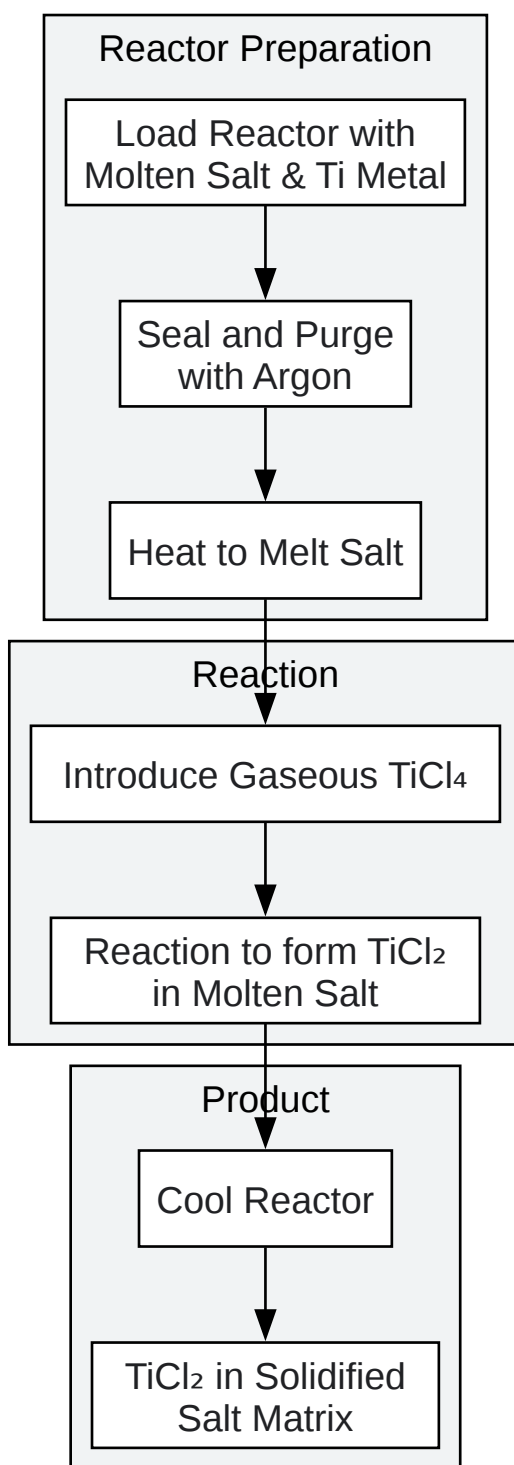 Reactor Preparation
Load Reactor with
Molten Salt & Ti Metal
Seal and Purge
with Argon
Heat to Melt Salt
Reaction
Introduce Gaseous TiCl₄
Reaction to form TiCl₂
in Molten Salt
Product
Cool Reactor
TiCl₂ in Solidified
Salt Matrix